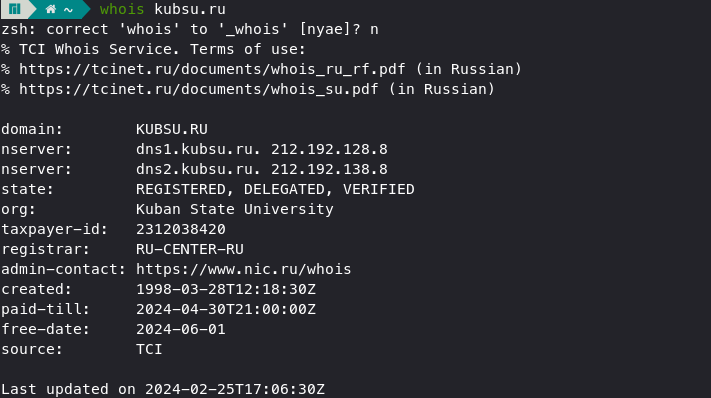 ~ whois kubsu.ru
zsh: correct 'whois' to '_whois' [nyae]? n
% TCI Whois Service. Terms of use:
% https://tcinet.ru/documents/whois_ru_rf.pdf (in Russian)
% https://tcinet.ru/documents/whois_su.pdf (in Russian)

domain:        KUBSU.RU
nserver:       dns1.kubsu.ru. 212.192.128.8
nserver:       dns2.kubsu.ru. 212.192.138.8
state:         REGISTERED, DELEGATED, VERIFIED
org:           Kuban State University
taxpayer-id:   2312038420
registrar:     RU-CENTER-RU
admin-contact: https://www.nic.ru/whois
created:       1998-03-28T12:18:30Z
paid-till:     2024-04-30T21:00:00Z
free-date:     2024-06-01
source:        TCI

Last updated on 2024-02-25T17:06:30Z